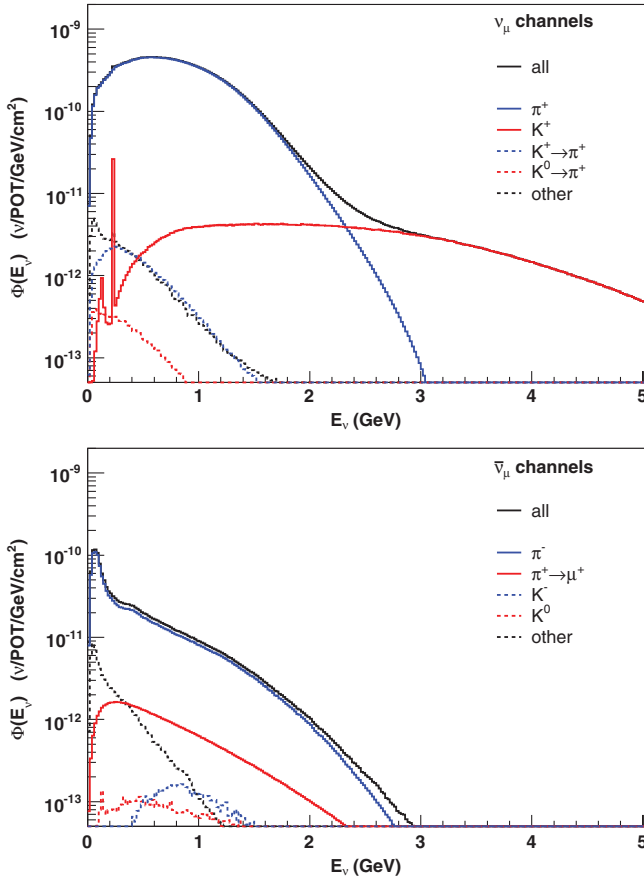 ν_μ channels
all
π⁺
K⁺
K⁺→π⁺
K⁰→π⁺
other
Φ(E_ν) (ν/POT/GeV/cm²)
10⁻⁹
10⁻¹⁰
10⁻¹¹
10⁻¹²
10⁻¹³
0 1 2 3 4 5
E_ν (GeV)
ν̅_μ channels
all
π⁻
π⁺→μ⁺
K⁻
K⁰
other
Φ(E_ν) (ν/POT/GeV/cm²)
10⁻⁹
10⁻¹⁰
10⁻¹¹
10⁻¹²
10⁻¹³
0 1 2 3 4 5
E_ν (GeV)